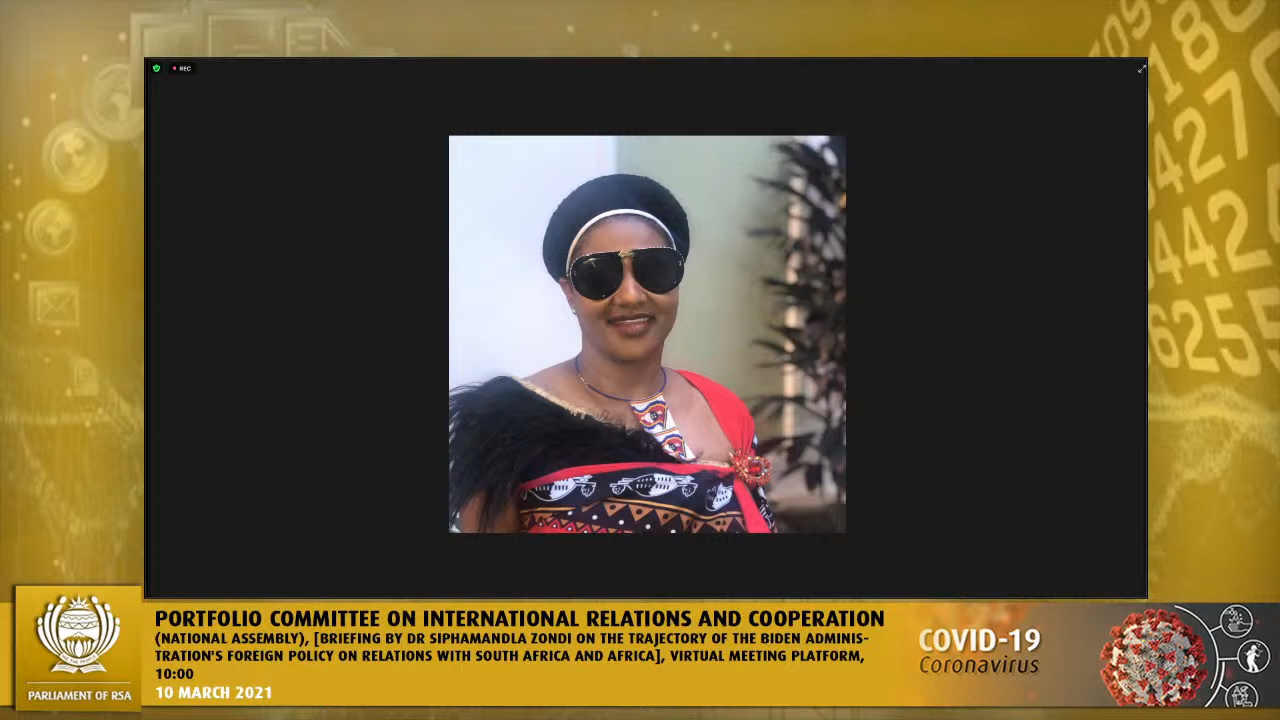 REC
PORTFOLIO COMMITTEE ON INTERNATIONAL RELATIONS AND COOPERATION
(NATIONAL ASSEMBLY), [BRIEFING BY DR SIPHAMANDLA ZONDI ON THE TRAJECTORY OF THE BIDEN ADMINIS-
TRATION'S FOREIGN POLICY ON RELATIONS WITH SOUTH AFRICA AND AFRICA], VIRTUAL MEETING PLATFORM,
10:00
10 MARCH 2021
PARLIAMENT OF RSA
COVID-19
Coronavirus
6255